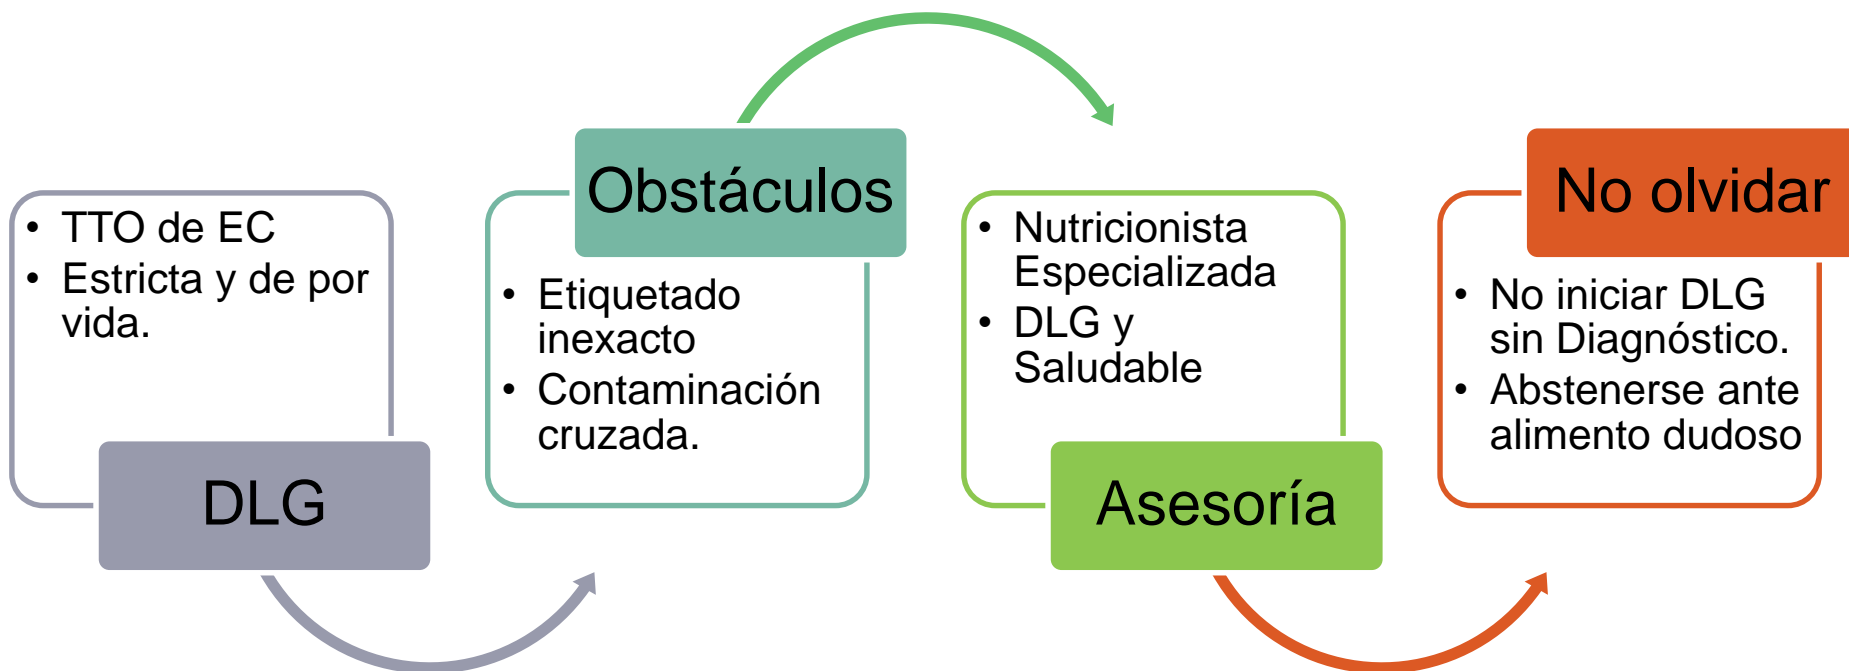 • TTO de EC
• Estricta y de por
vida.
DLG
Obstáculos
• Etiquetado
inexacto
• Contaminación
cruzada.
• Nutricionista
Especializada
• DLG y
Saludable
Asesoría
No olvidar
• No iniciar DLG
sin Diagnóstico.
• Abstenerse ante
alimento dudoso